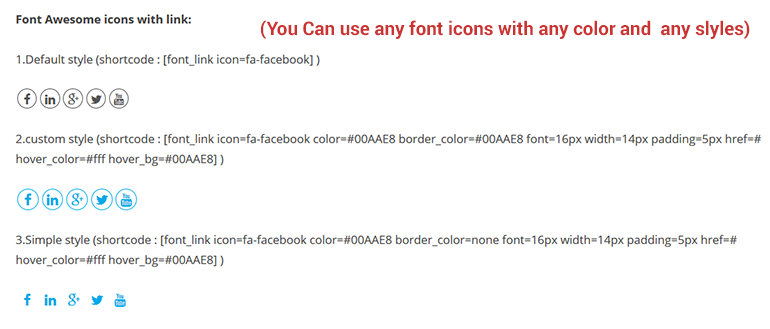 Font Awesome icons with link:
(You Can use any font icons with any color and any slyles)
1.Default style (shortcode : [font_link icon=fa-facebook] )
f in g+ You Tube
2.custom style (shortcode : [font_link icon=fa-facebook color=#00AAE8 border_color=#00AAE8 font=16px width=14px padding=5px href=#
hover_color=#fff hover_bg=#00AAE8] )
f in g+ You Tube
3.Simple style (shortcode : [font_link icon=fa-facebook color=#00AAE8 border_color=none font=16px width=14px padding=5px href=#
hover_color=#fff hover_bg=#00AAE8] )
f in g+ You Tube